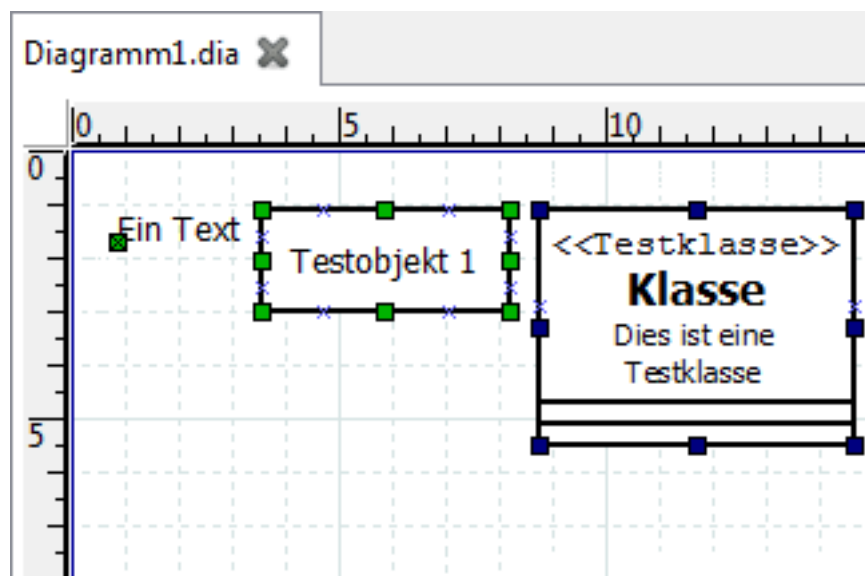 Diagramm1.dia
0 5 10
0
Ein Text
Testobjekt 1
<<Testklasse>>
Klasse
Dies ist eine
Testklasse
5